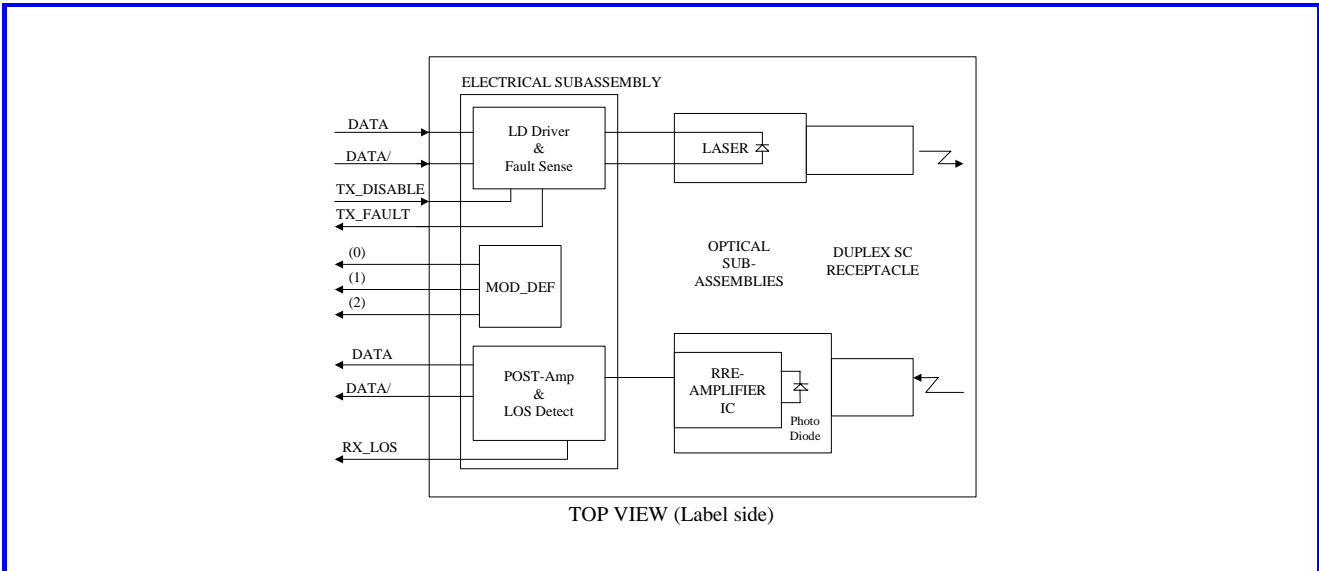 ELECTRICAL SUBASSEMBLY
DATA
DATA/
TX_DISABLE
TX_FAULT
LD Driver
&
Fault Sense
LASER
(0)
(1)
(2)
MOD_DEF
OPTICAL
SUB-
ASSEMBLIES
DUPLEX SC
RECEPTACLE
DATA
DATA/
RX_LOS
POST-Amp
&
LOS Detect
RRE-
AMPLIFIER
IC
Photo
Diode
TOP VIEW (Label side)